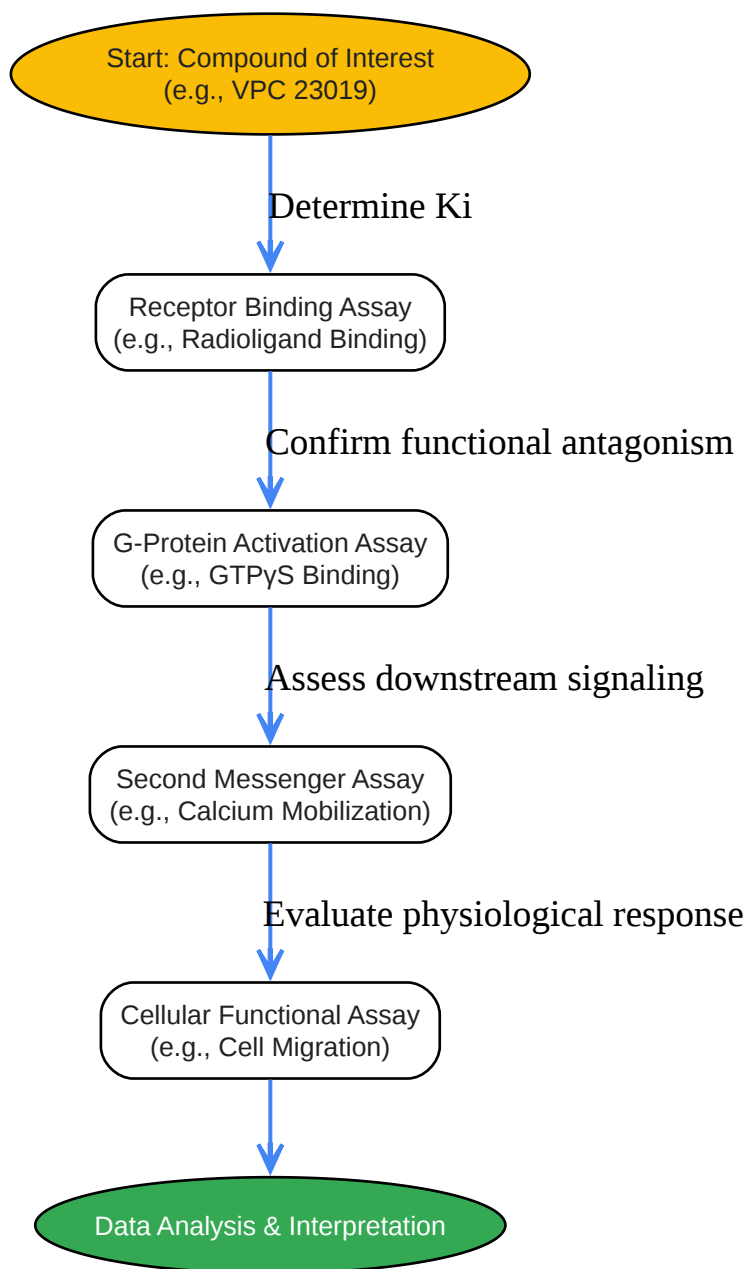 Start: Compound of Interest
(e.g., VPC 23019)
Determine Ki
Receptor Binding Assay
(e.g., Radioligand Binding)
Confirm functional antagonism
G-Protein Activation Assay
(e.g., GTPγS Binding)
Assess downstream signaling
Second Messenger Assay
(e.g., Calcium Mobilization)
Evaluate physiological response
Cellular Functional Assay
(e.g., Cell Migration)
Data Analysis & Interpretation